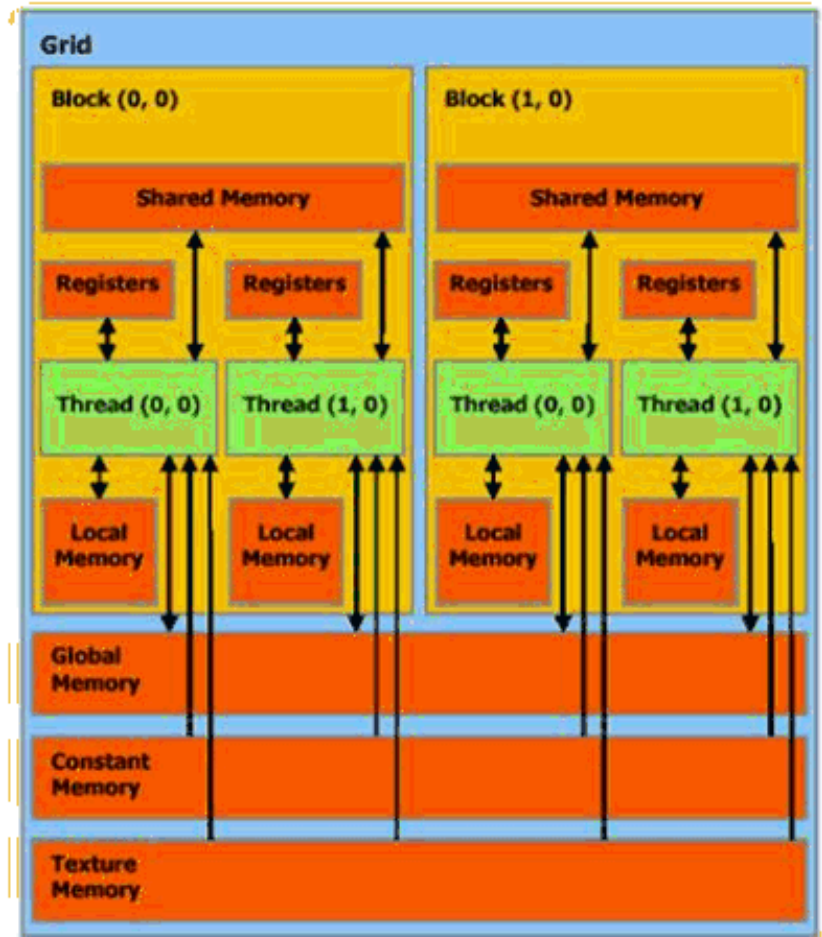 Grid
Block (0, 0)
Block (1, 0)
Shared Memory
Shared Memory
Registers
Registers
Registers
Registers
Thread (0, 0)
Thread (1, 0)
Thread (0, 0)
Thread (1, 0)
Local
Memory
Local
Memory
Local
Memory
Local
Memory
Global
Memory
Constant
Memory
Texture
Memory